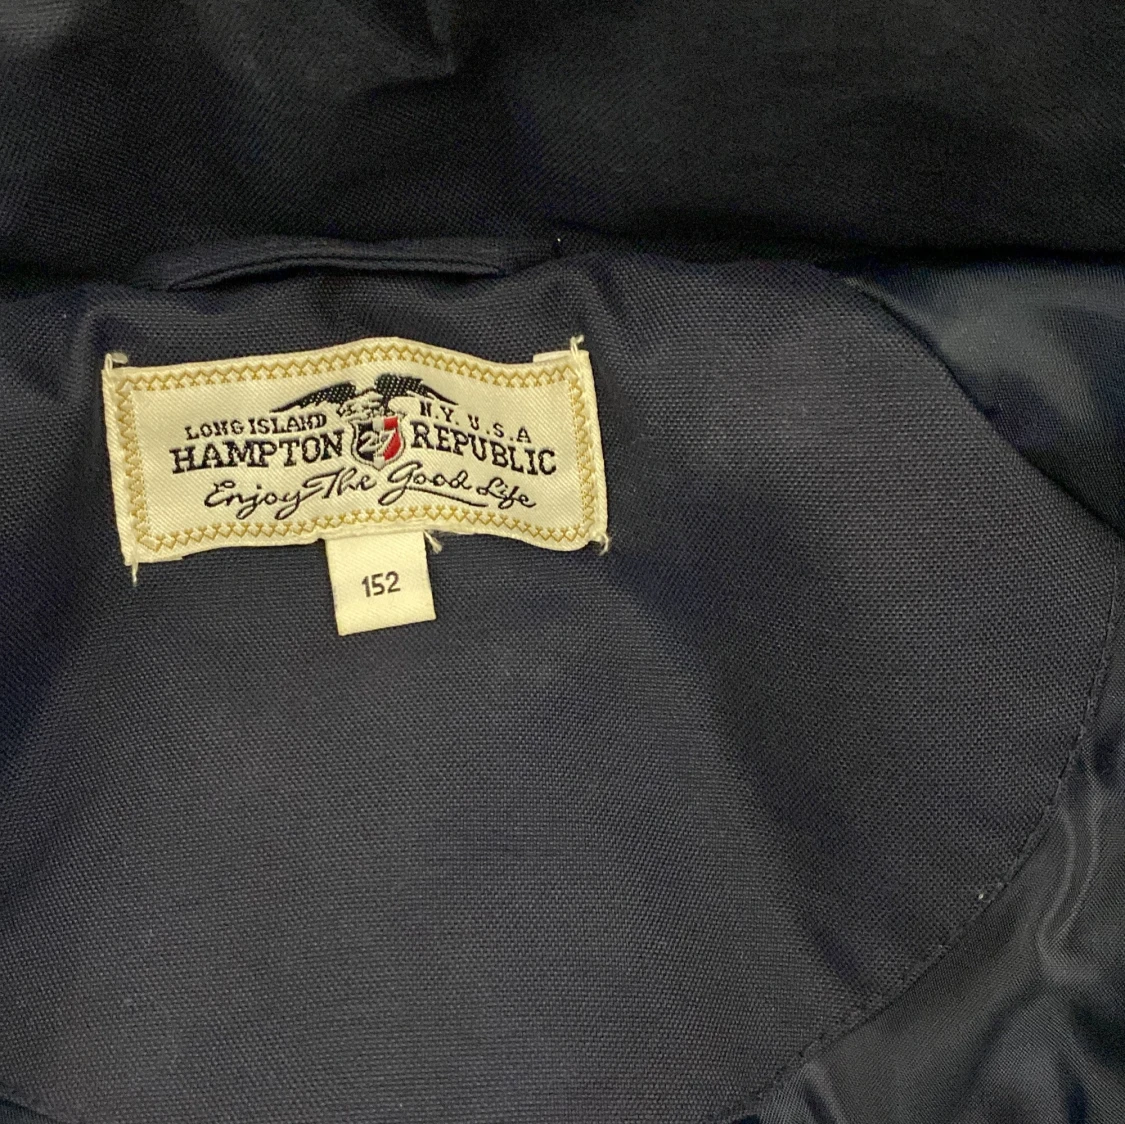 LONG ISLAND N.Y. U.S.A
HAMPTON 27 REPUBLIC
Enjoy The Good Life
152